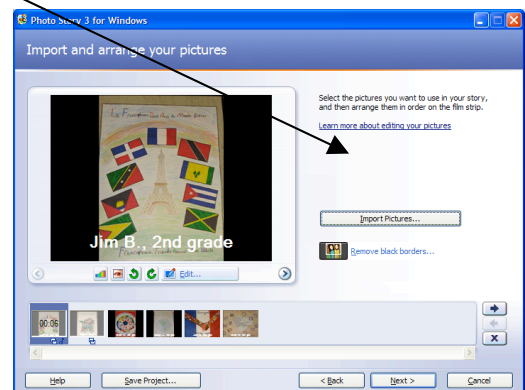 Photo Story 3 for Windows
Import and arrange your pictures
Select the pictures you want to use in your story,
and then arrange them in order on the film strip.
Learn more about editing your pictures
Jim B., 2nd grade
Edit...
Import Pictures...
Remove black borders...
00:06
Help
Save Project...
< Back
Next >
Cancel